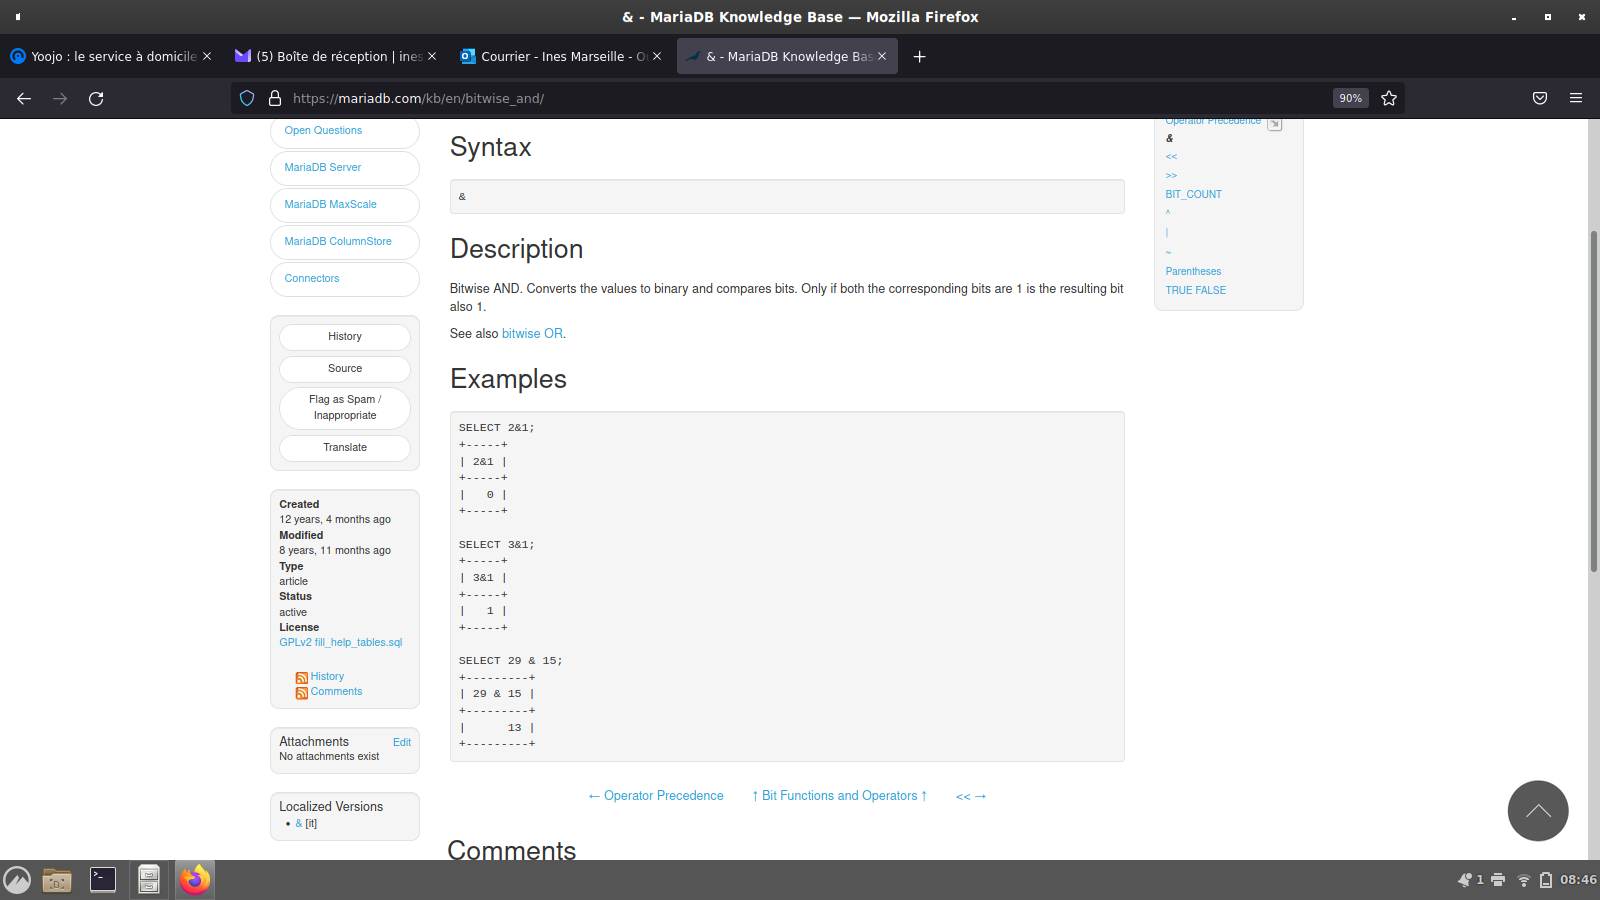 & - MariaDB Knowledge Base — Mozilla Firefox
Yoojo : le service à domicile
(5) Boîte de réception | ines
Courrier - Ines Marseille - Ou
& - MariaDB Knowledge Bas
https://mariadb.com/kb/en/bitwise_and/
90%
Open Questions
MariaDB Server
MariaDB MaxScale
MariaDB ColumnStore
Connectors
History
Source
Flag as Spam /
Inappropriate
Translate
Created
12 years, 4 months ago
Modified
8 years, 11 months ago
Type
article
Status
active
License
GPLv2 fill_help_tables.sql
History
Comments
Attachments
Edit
No attachments exist
Localized Versions
• & [it]
Syntax
&
Description
Bitwise AND. Converts the values to binary and compares bits. Only if both the corresponding bits are 1 is the resulting bit
also 1.
See also bitwise OR.
Examples
SELECT 2&1;
+-----+
| 2&1 |
+-----+
|   0 |
+-----+
SELECT 3&1;
+-----+
| 3&1 |
+-----+
|   1 |
+-----+
SELECT 29 & 15;
+---------+
| 29 & 15 |
+---------+
|      13 |
+---------+
← Operator Precedence
↑ Bit Functions and Operators ↑
<< →
Comments
Operator Precedence
&
<<
>>
BIT_COUNT
^
|
~
Parentheses
TRUE FALSE
1
08:46